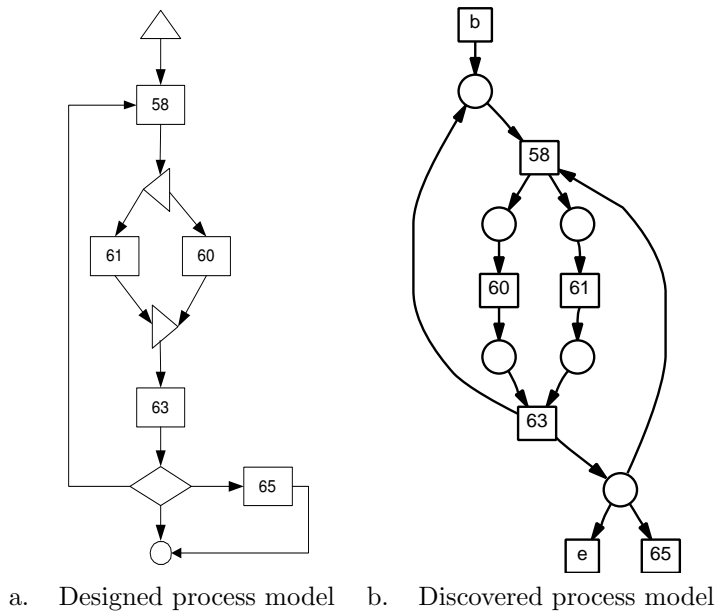 58
61
60
63
65
b
58
60
61
63
e
65
a. Designed process model
b. Discovered process model